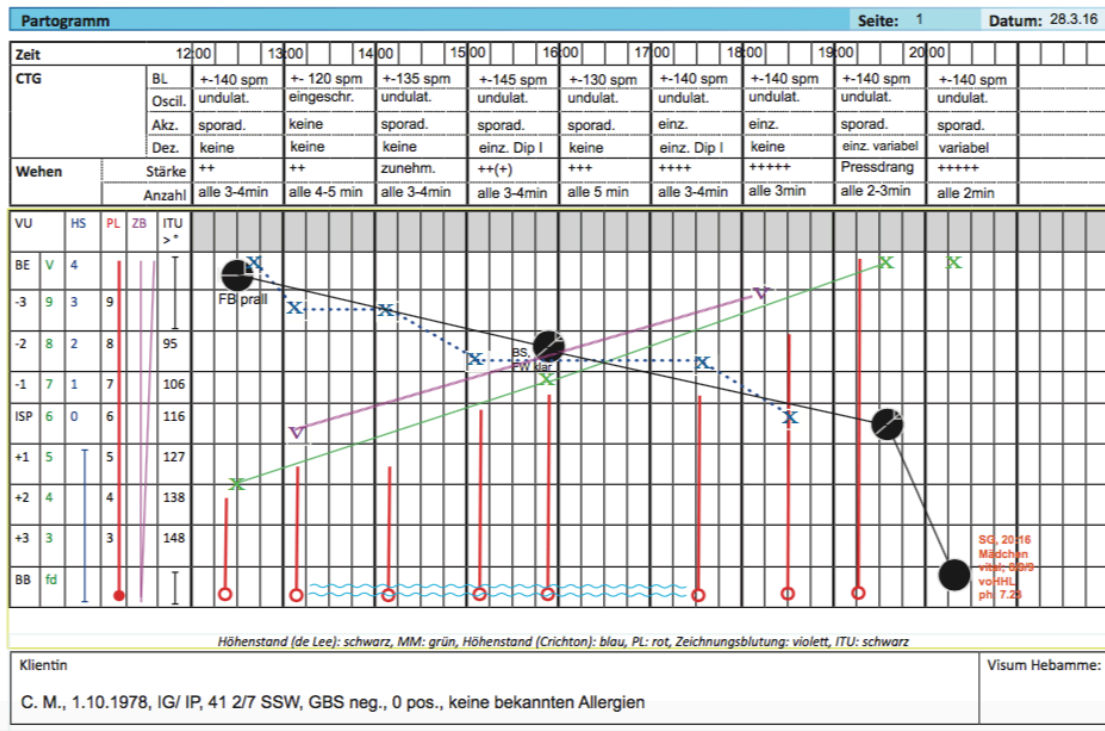 Partogramm Seite: 1 Datum: 28.3.16
Zeit 12:00 13:00 14:00 15:00 16:00 17:00 18:00 19:00 20:00
CTG BL +-140 spm +- 120 spm +-135 spm +-145 spm +-130 spm +-140 spm +-140 spm +-140 spm +-140 spm
Oscil. undulat. eingeschr. undulat. undulat. undulat. undulat. undulat. undulat. undulat.
Akz. sporad. keine sporad. sporad. sporad. einz. einz. sporad. sporad.
Dez. keine keine keine einz. Dip I keine einz. Dip I keine einz. variabel variabel
Wehen Stärke ++ ++ zunehm. ++(+) +++ ++++ +++++ Pressdrang +++++
Anzahl alle 3-4min alle 4-5 min alle 3-4min alle 3-4min alle 5 min alle 3-4min alle 3min alle 2-3min alle 2min
VU HS PL ZB ITU
> °
BE V 4
-3 9 3 9 FB prall
-2 8 2 8 95
BS,
FW klar
-1 7 1 7 106
ISP 6 0 6 116
+1 5 5 127
+2 4 4 138
+3 3 3 148
SG, 20:16
Mädchen
vital;
voHHL
ph: 7.23
BB fd
Höhenstand (de Lee): schwarz, MM: grün, Höhenstand (Crichton): blau, PL: rot, Zeichnungsblutung: violett, ITU: schwarz
Klientin Visum Hebamme:
C. M., 1.10.1978, IG/ IP, 41 2/7 SSW, GBS neg., 0 pos., keine bekannten Allergien